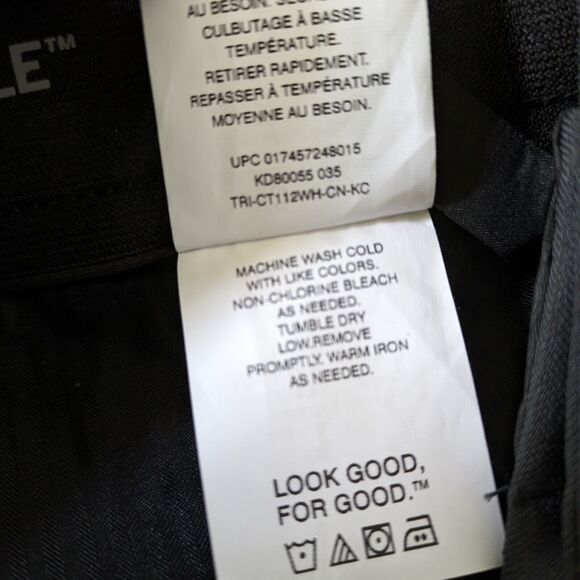 LE™
AU BESOIN.
CULBUTAGE À BASSE
TEMPÉRATURE.
RETIRER RAPIDEMENT.
REPASSER À TEMPÉRATURE
MOYENNE AU BESOIN.
UPC 017457248015
KD80055 035
TRI-CT112WH-CN-KC
MACHINE WASH COLD
WITH LIKE COLORS.
NON-CHLORINE BLEACH
AS NEEDED.
TUMBLE DRY
LOW.REMOVE
PROMPTLY. WARM IRON
AS NEEDED.
LOOK GOOD,
FOR GOOD.™